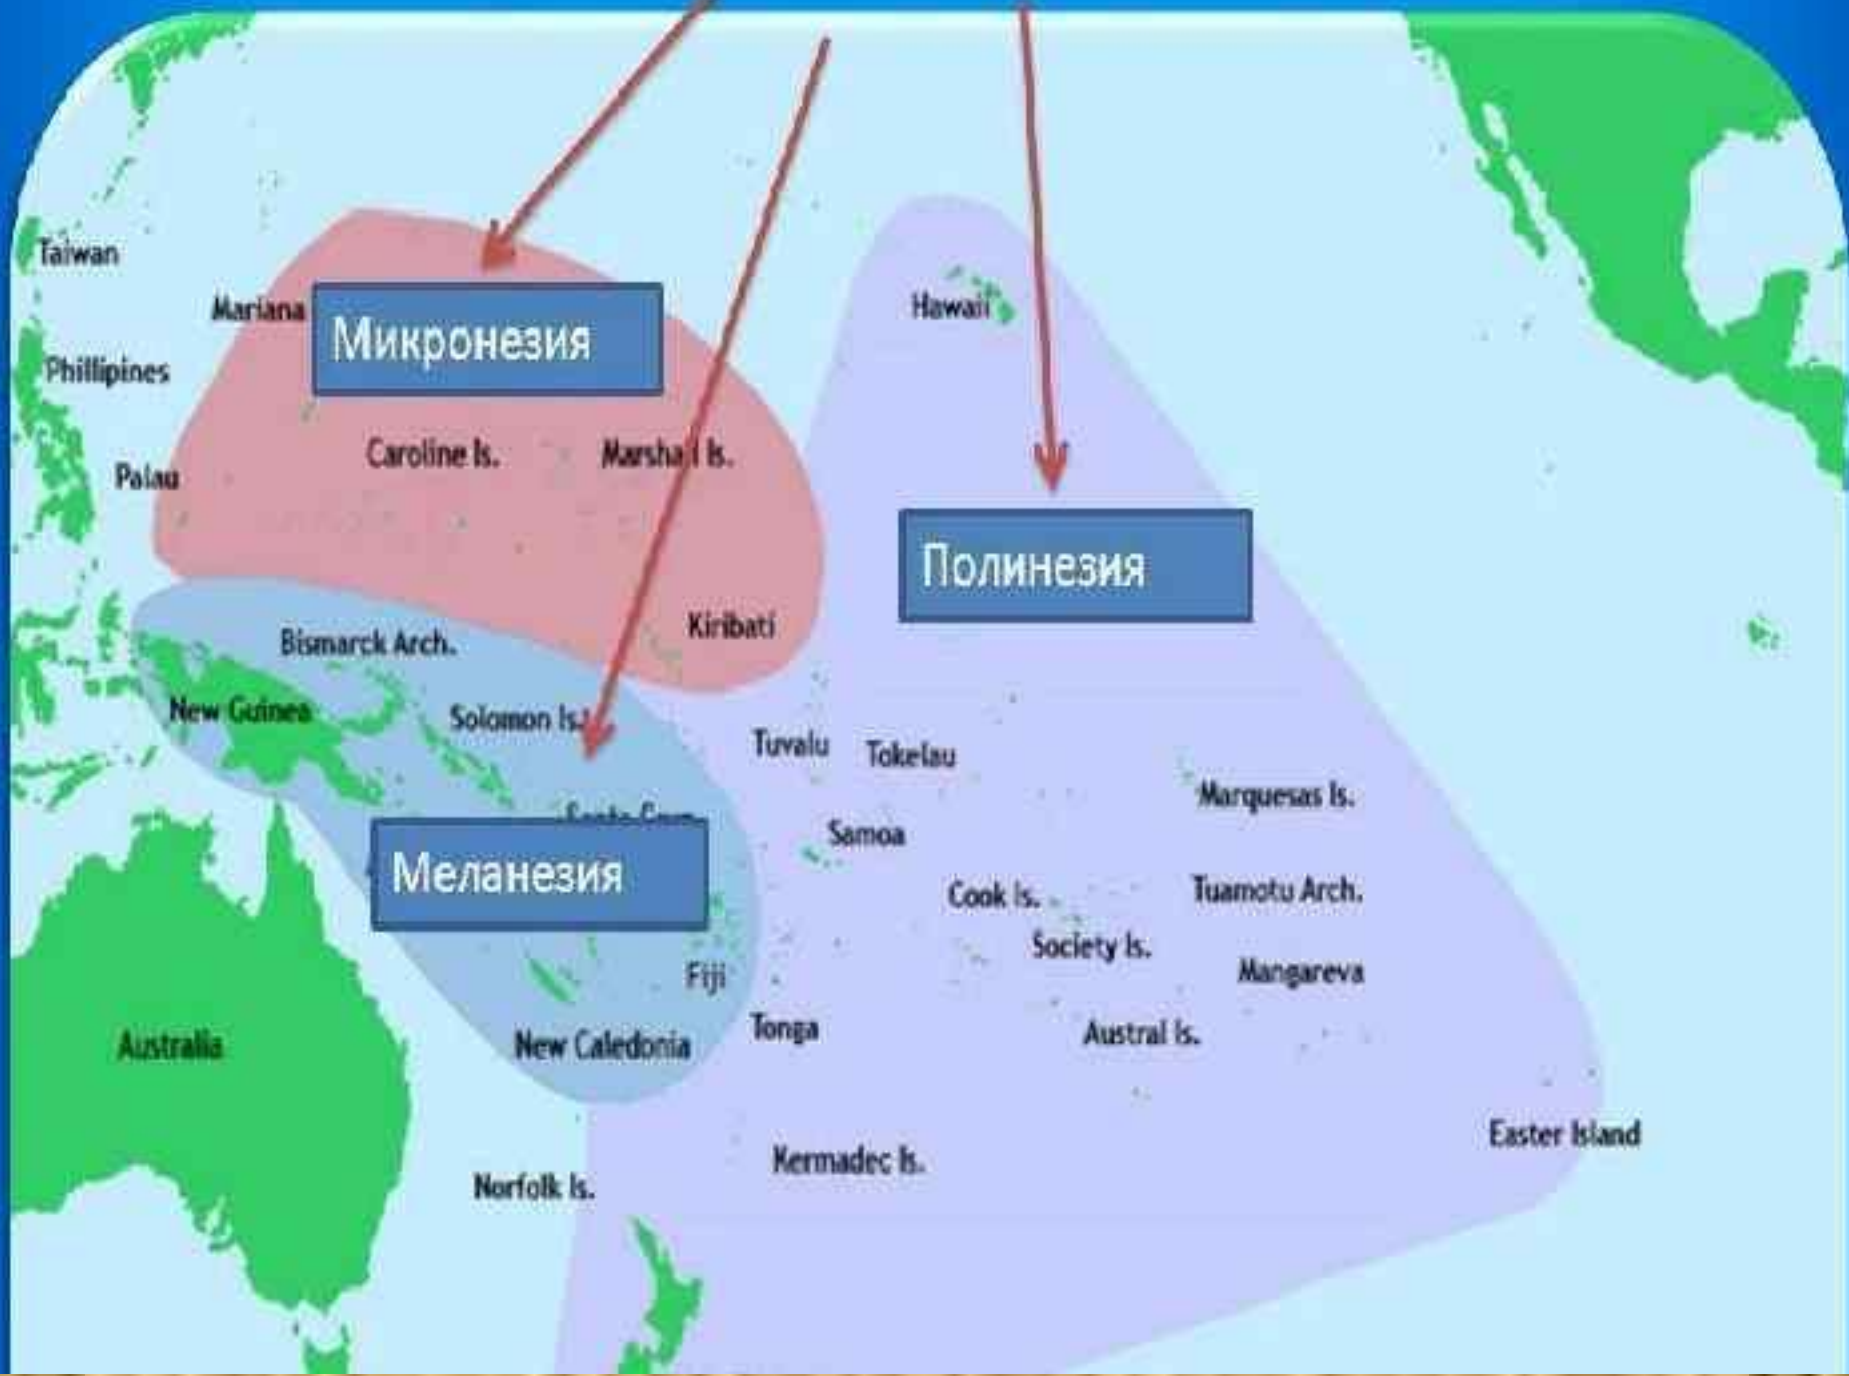 Taiwan
Mariana
Микронезия
Hawaii
Phillipines
Caroline Is.
Marshall Is.
Palau
Полинезия
Kiribati
Bismarck Arch.
New Guinea
Solomon Is.
Tuvalu
Tokelau
Marquesas Is.
Samoa
Меланезия
Cook Is.
Tuamotu Arch.
Society Is.
Fiji
Mangareva
Tonga
Austral Is.
Australia
New Caledonia
Easter Island
Kermadec Is.
Norfolk Is.